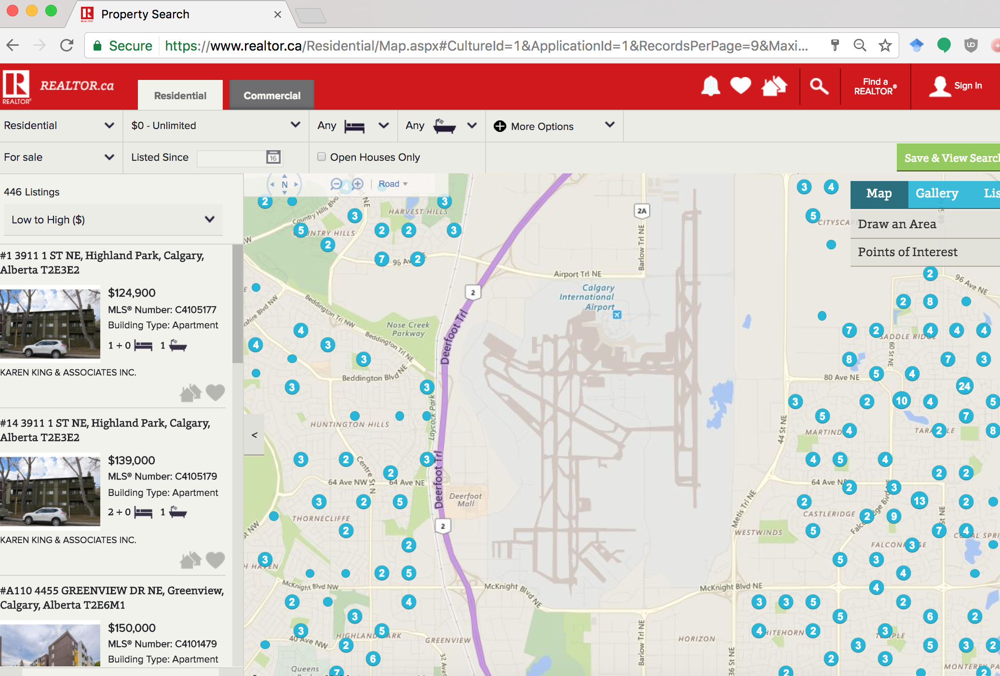 Property Search
Secure https://www.realtor.ca/Residential/Map.aspx#CultureId=1&ApplicationId=1&RecordsPerPage=9&Maxi...
REALTOR®
REALTOR.ca
Residential
Commercial
Find a
REALTOR®
Sign In
Residential
$0 - Unlimited
Any
Any
More Options
For sale
Listed Since
16
Open Houses Only
Save & View Search
446 Listings
Low to High ($)
#1 3911 1 ST NE, Highland Park, Calgary,
Alberta T2E3E2
$124,900
MLS® Number: C4105177
Building Type: Apartment
1 + 0
1
KAREN KING & ASSOCIATES INC.
#14 3911 1 ST NE, Highland Park, Calgary,
Alberta T2E3E2
$139,000
MLS® Number: C4105179
Building Type: Apartment
2 + 0
1
KAREN KING & ASSOCIATES INC.
#A110 4455 GREENVIEW DR NE, Greenview,
Calgary, Alberta T2E6M1
$150,000
MLS® Number: C4101479
Building Type: Apartment
N
Road
Map
Gallery
Lis
Draw an Area
Points of Interest
<
HARVEST HILLS
Country Hills Blv
NTRY HILLS
96 Av
2A
Barlow Trl NE
Airport Trl NE
Calgary
International
Airport
2
Deerfoot Trl
Nose Creek
Parkway
Beddington Trl NW
Beddington Trl NE
Beddington Blvd NE
Laycock Park
HUNTINGTON HILLS
Centre St N
64 Ave NW
64 Ave NE
Deerfoot Trl
Deerfoot
Mall
THORNECLIFFE
2
McKnight Blvd NW
McKnight Blvd NE
McKnight Blvd NE
40 Ave NW
HIGHLAND ARK
GREENVIEW
32 Ave
Queens
Barlow Trl NE
HORIZON
36 St NE
CITYSCAP
96 Ave NE
SADDLE RIDGE
60 St NE
80 Ave NE
44 St NE
MARTIND
TARA LE
64 Ave NE
Metis Trl NE
CASTLERIDGE
WESTWINDS
FALCON GE
HITEHORN
MONTEREY PA